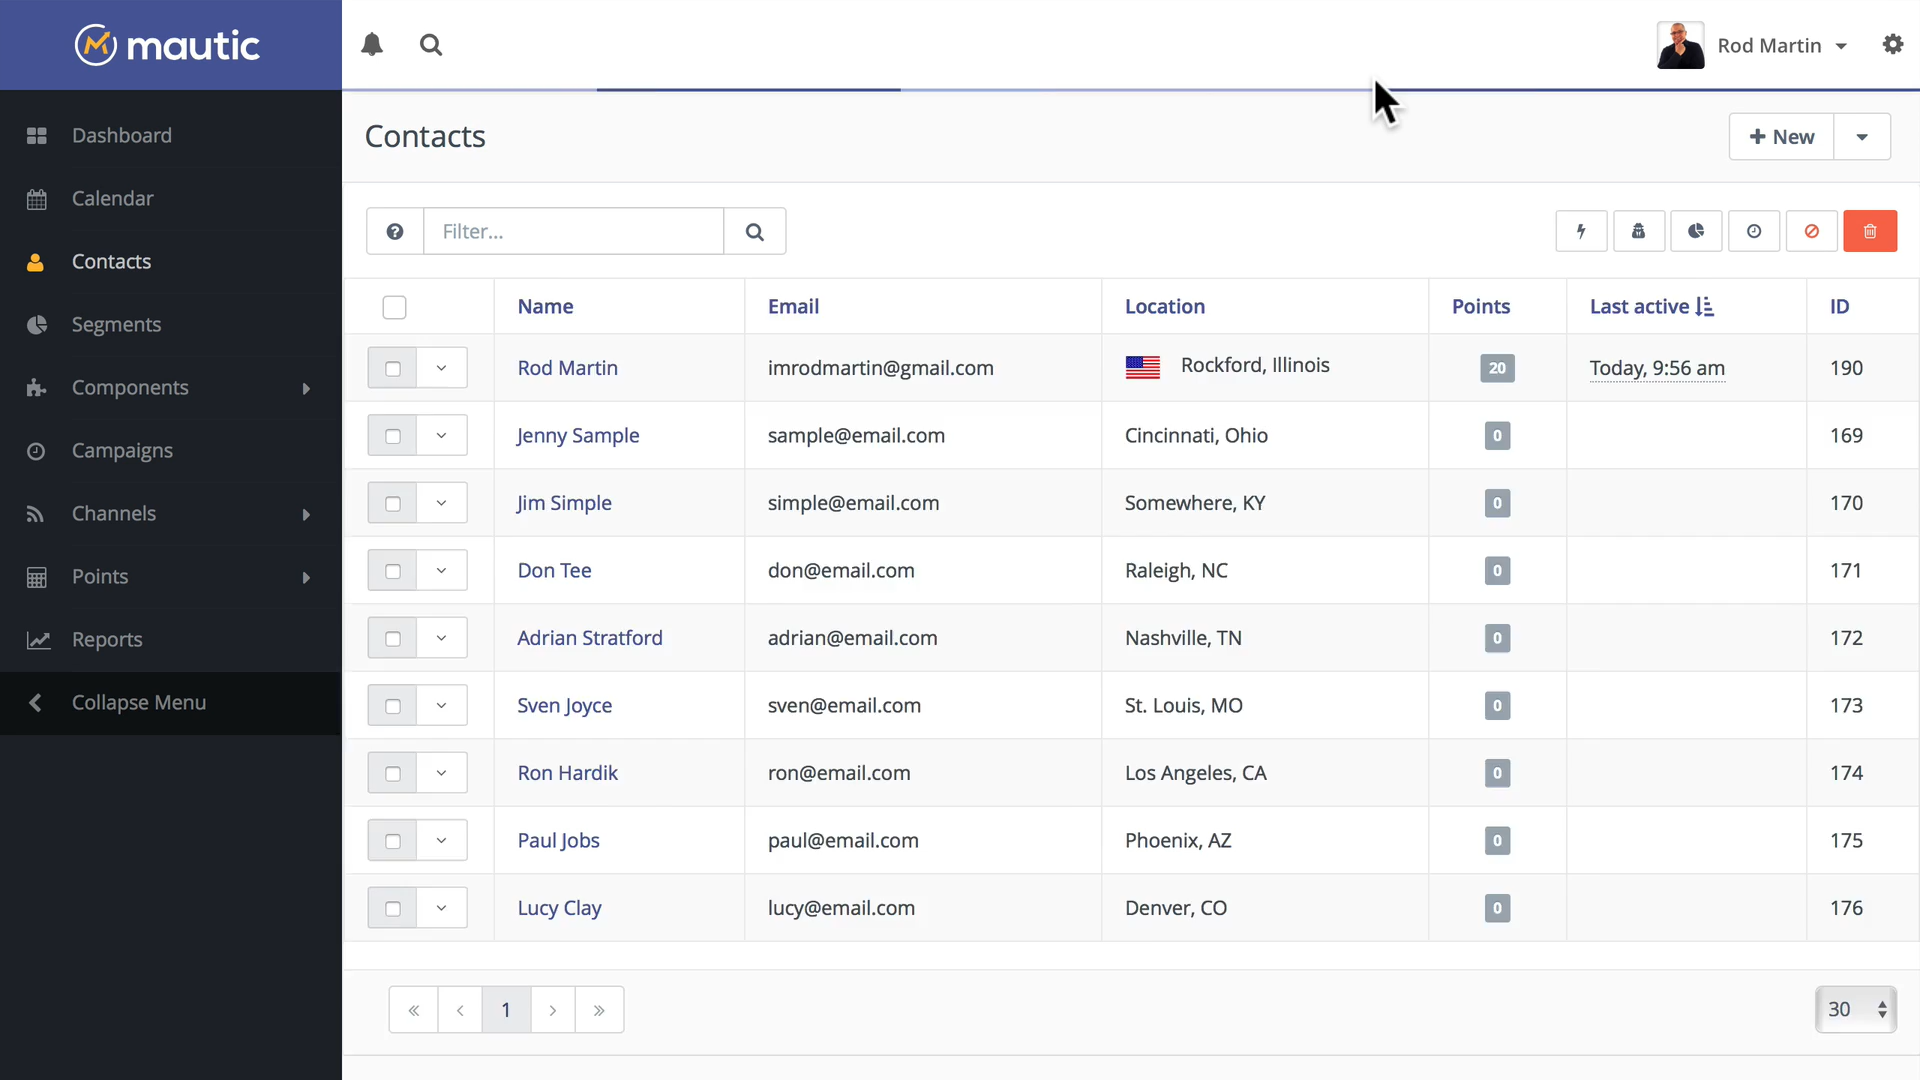 mautic
Rod Martin
Dashboard
Calendar
Contacts
Segments
Components
Campaigns
Channels
Points
Reports
Collapse Menu
Contacts
+ New
Filter...
Name Email Location Points Last active ID
Rod Martin imrodmartin@gmail.com Rockford, Illinois 20 Today, 9:56 am 190
Jenny Sample sample@email.com Cincinnati, Ohio 0 169
Jim Simple simple@email.com Somewhere, KY 0 170
Don Tee don@email.com Raleigh, NC 0 171
Adrian Stratford adrian@email.com Nashville, TN 0 172
Sven Joyce sven@email.com St. Louis, MO 0 173
Ron Hardik ron@email.com Los Angeles, CA 0 174
Paul Jobs paul@email.com Phoenix, AZ 0 175
Lucy Clay lucy@email.com Denver, CO 0 176
« ‹ 1 › »
30